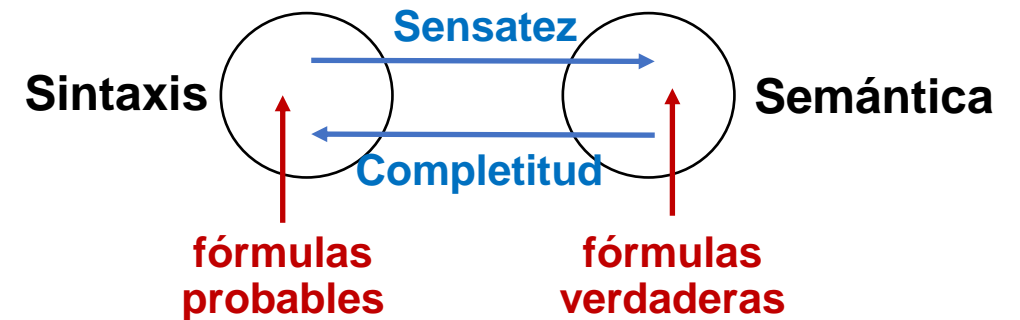 Sensatez
Sintaxis
Semántica
Completitud
fórmulas
probables
fórmulas
verdaderas